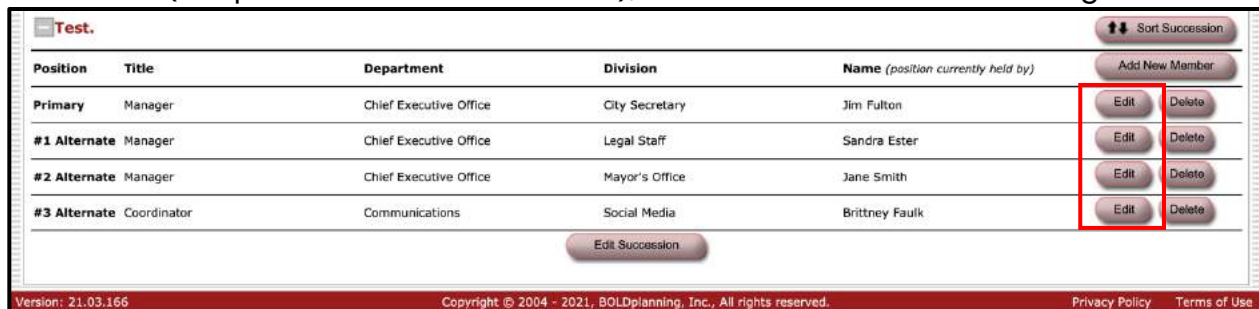 Test. Sort Succession
Position Title Department Division Name (position currently held by) Add New Member
Primary Manager Chief Executive Office City Secretary Jim Fulton Edit Delete
#1 Alternate Manager Chief Executive Office Legal Staff Sandra Ester Edit Delete
#2 Alternate Manager Chief Executive Office Mayor's Office Jane Smith Edit Delete
#3 Alternate Coordinator Communications Social Media Brittney Faulk Edit Delete
Edit Succession
Version: 21.03.166 Copyright © 2004 - 2021, BOLDplanning, Inc., All rights reserved. Privacy Policy Terms of Use